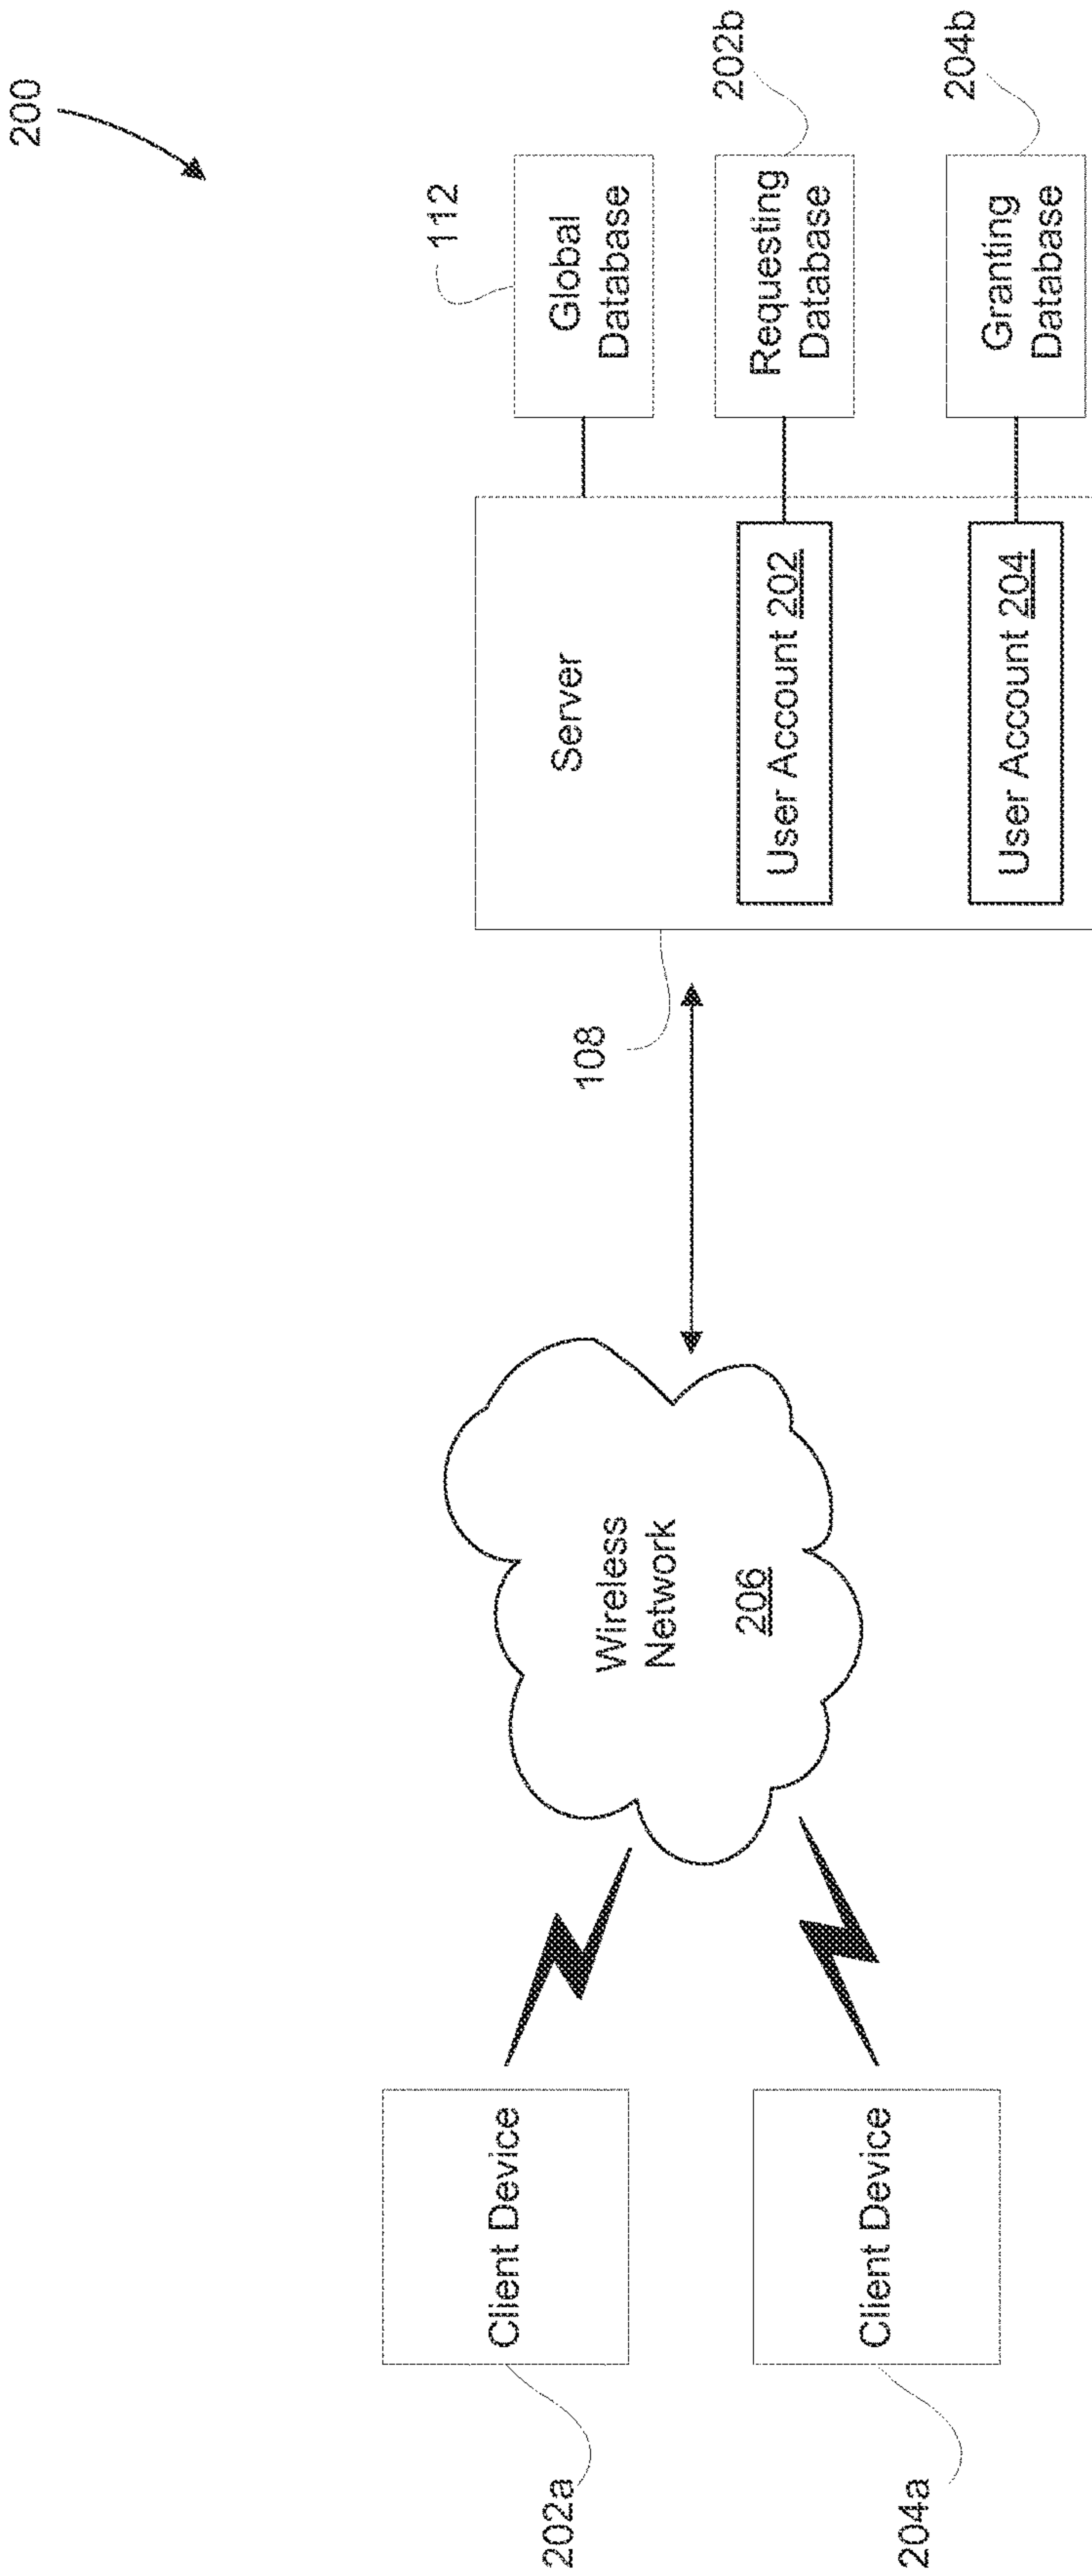 200
112
Global
Database
202b
Requesting
Database
204b
Granting
Database
Server
User Account 202
User Account 204
108
Wireless
Network
206
Client Device
202a
Client Device
204a